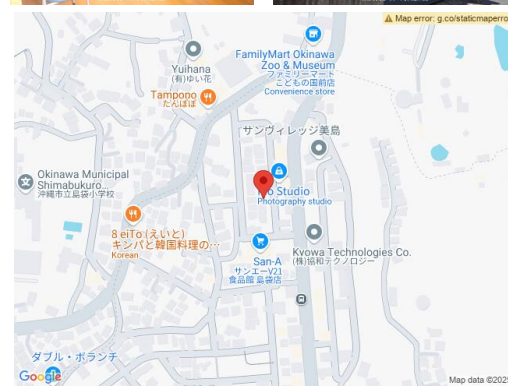 Map error: g.co/staticmaperro
FamilyMart Okinawa
Zoo & Museum
ファミリーマート
こどもの国前店
Convenience store
Yuihana
(有)ゆい花
Tampono
たんぽぽ
サンヴィレッジ美島
Okinawa Municipal
Shimabukuro...
沖縄市立島袋小学校
Studio
Photography studio
8 eiTo (えいと)
キンパと韓国料理の…
Korean
San-A
サンエーV21
食品館 島袋店
Kyowa Technologies Co.
(株)協和テクノロジー
ダブル・ボランチ
Google
Map data ©2025